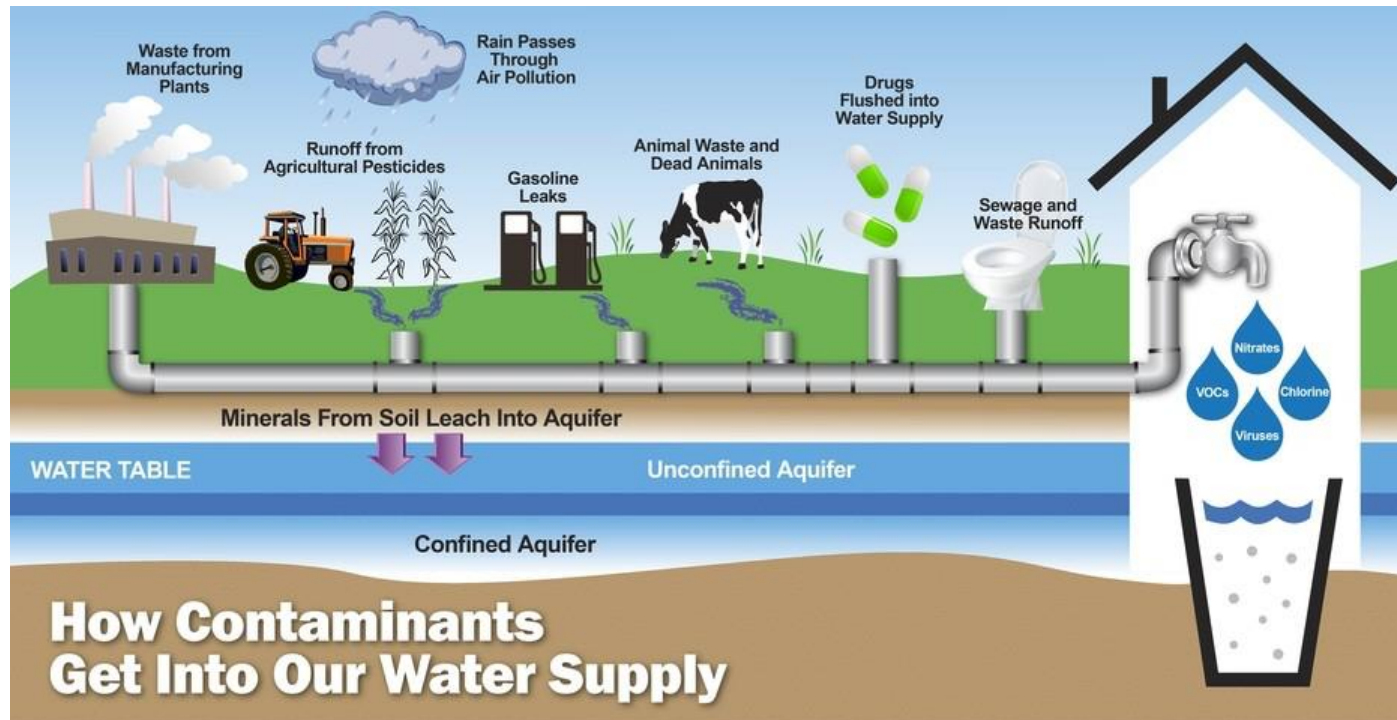 Waste from
Manufacturing
Plants
Rain Passes
Through
Air Pollution
Runoff from
Agricultural Pesticides
Gasoline
Leaks
Animal Waste and
Dead Animals
Drugs
Flushed into
Water Supply
Sewage and
Waste Runoff
Nitrates
VOCs
Chlorine
Viruses
Minerals From Soil Leach Into Aquifer
WATER TABLE
Unconfined Aquifer
Confined Aquifer
How Contaminants
Get Into Our Water Supply